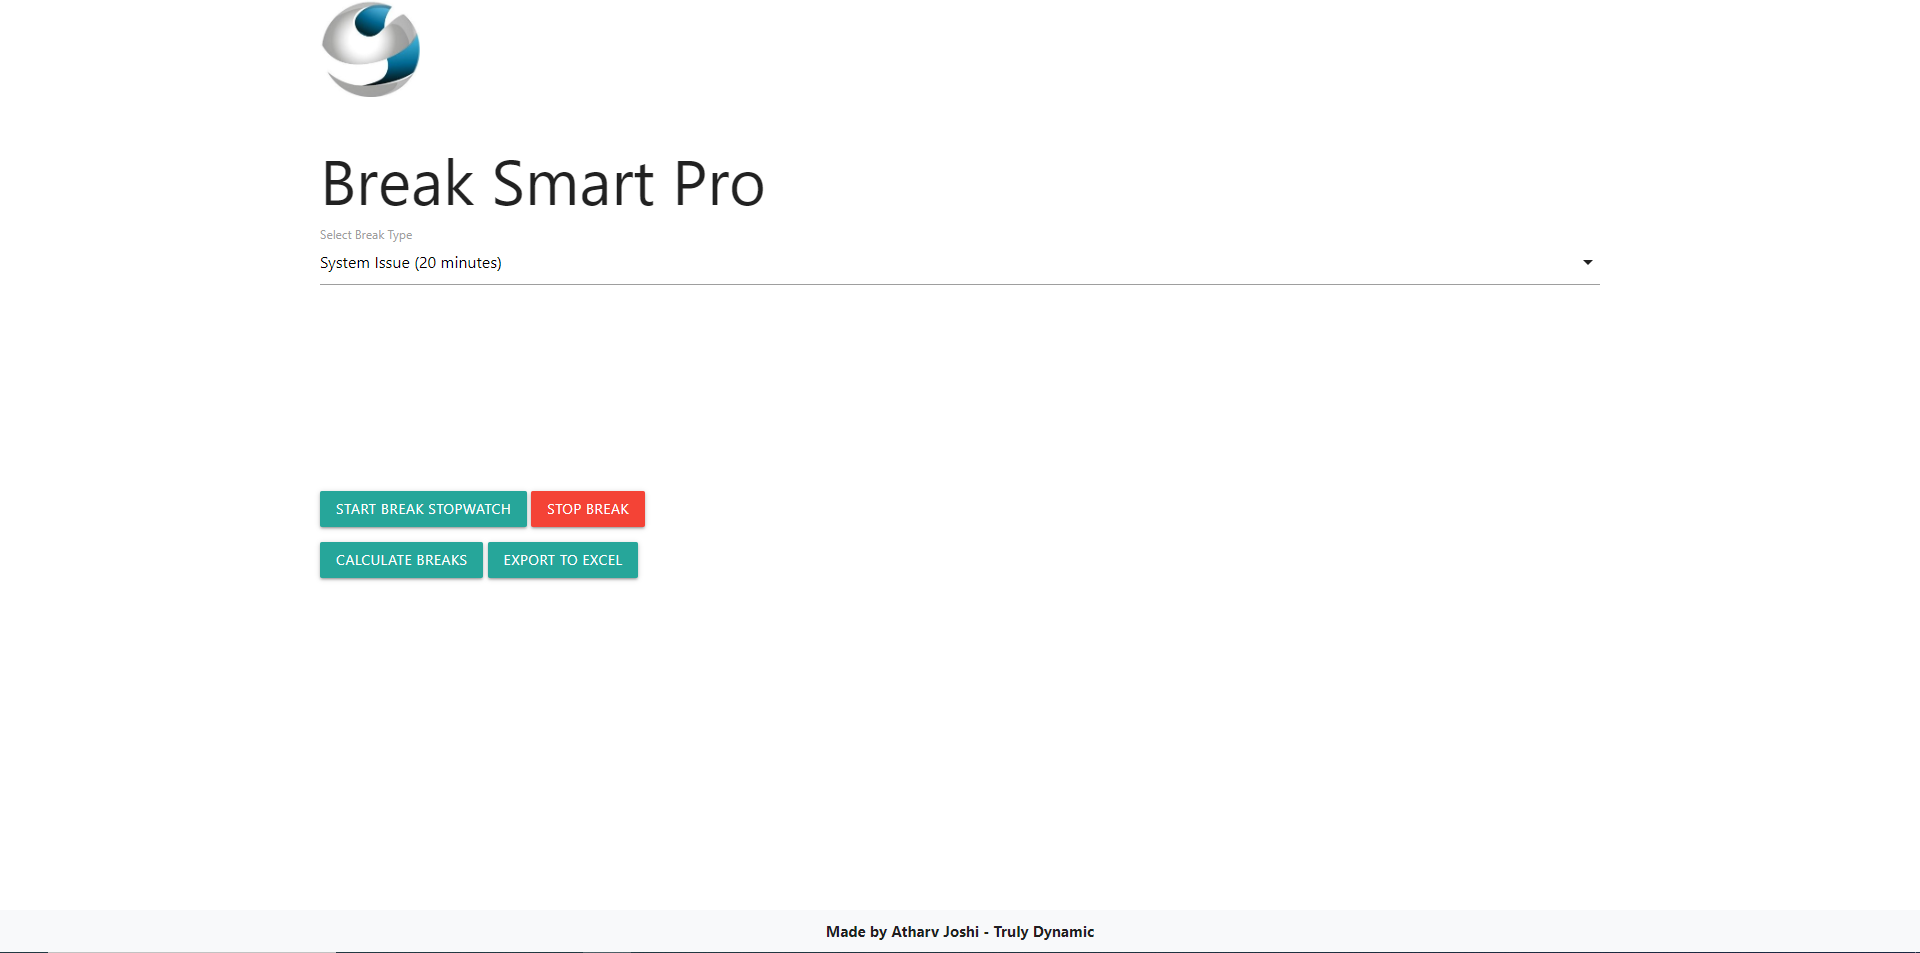 Break Smart Pro
Select Break Type
System Issue (20 minutes)
START BREAK STOPWATCH STOP BREAK
CALCULATE BREAKS EXPORT TO EXCEL
Made by Atharv Joshi - Truly Dynamic